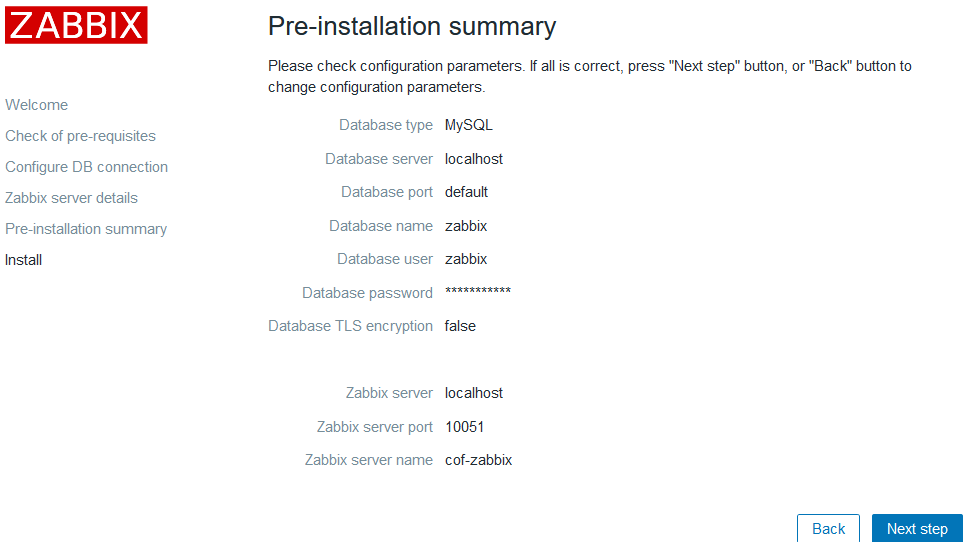 ZABBIX
Pre-installation summary
Please check configuration parameters. If all is correct, press "Next step" button, or "Back" button to
change configuration parameters.
Welcome
Check of pre-requisites
Configure DB connection
Zabbix server details
Pre-installation summary
Install
Database type MySQL
Database server localhost
Database port default
Database name zabbix
Database user zabbix
Database password ***********
Database TLS encryption false
Zabbix server localhost
Zabbix server port 10051
Zabbix server name cof-zabbix
Back Next step